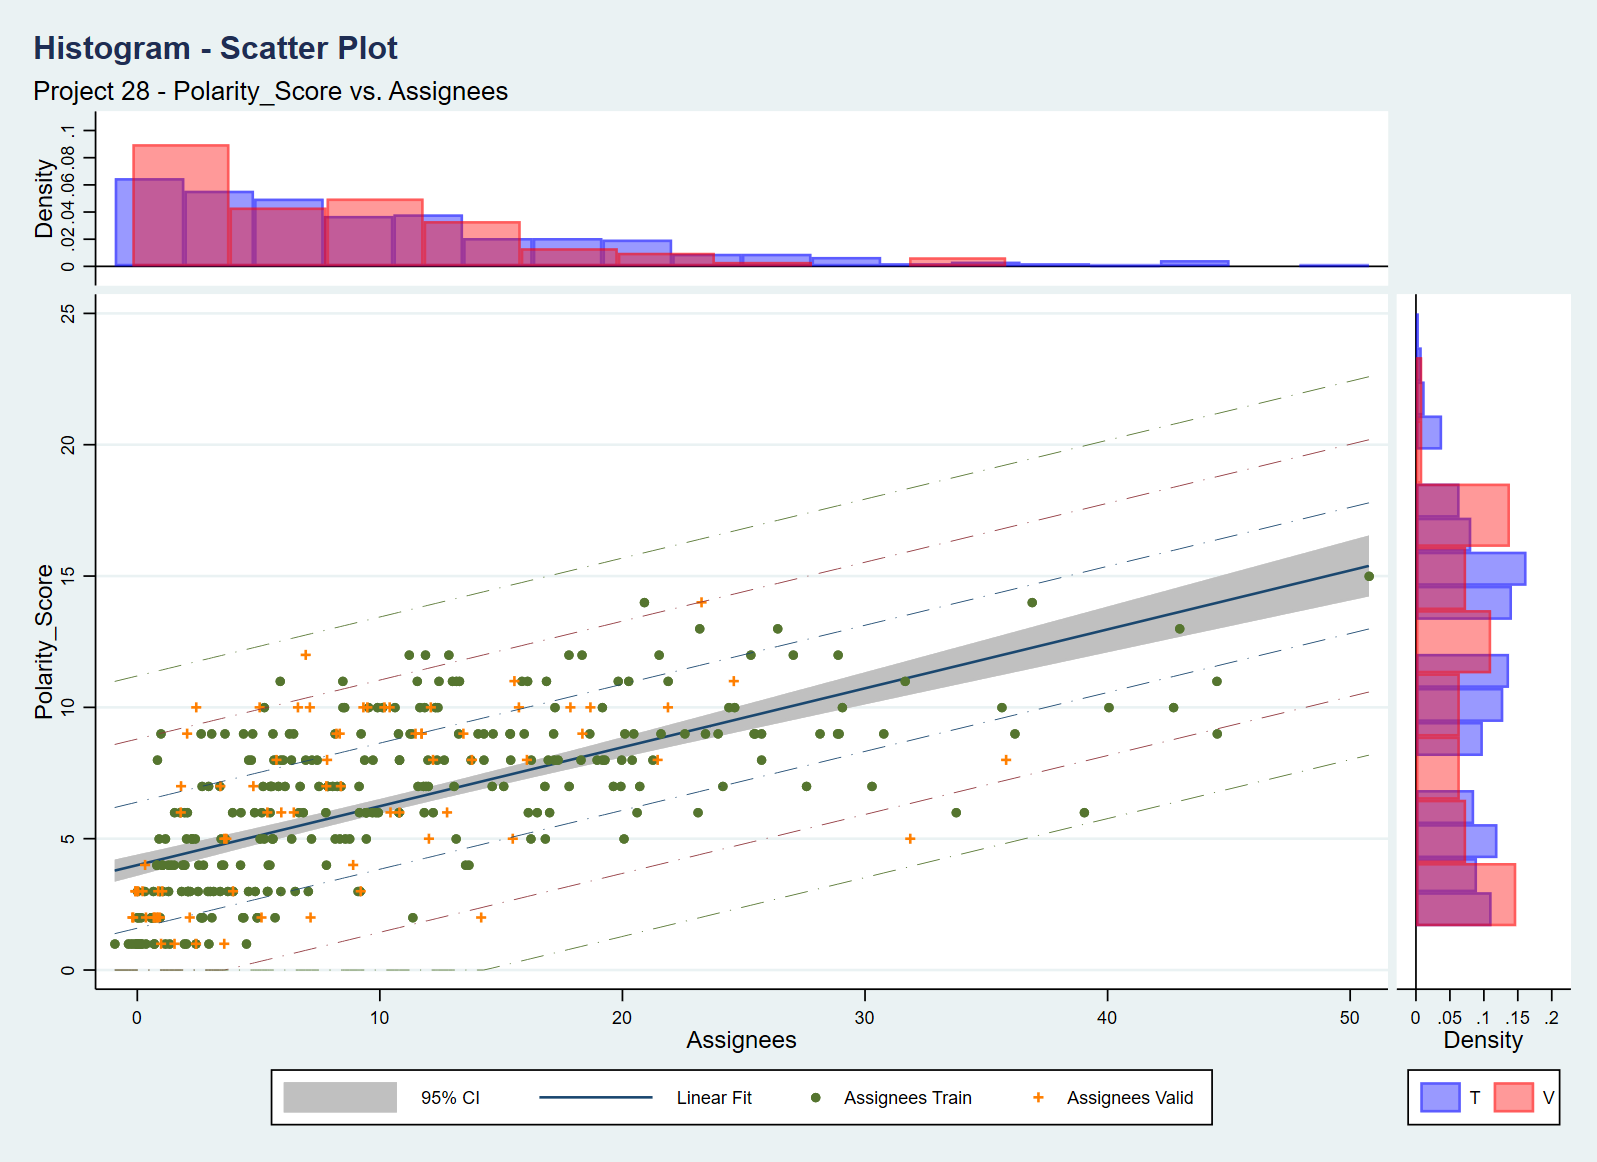 Histogram - Scatter Plot
Project 28 - Polarity_Score vs. Assignees
Density
0 .02 .04 .06 .08 .1
Polarity_Score
25
20
15
10
5
0
0 10 20 30 40 50
Assignees
0 .05 .1 .15 .2
Density
95% CI Linear Fit Assignees Train Assignees Valid
T V